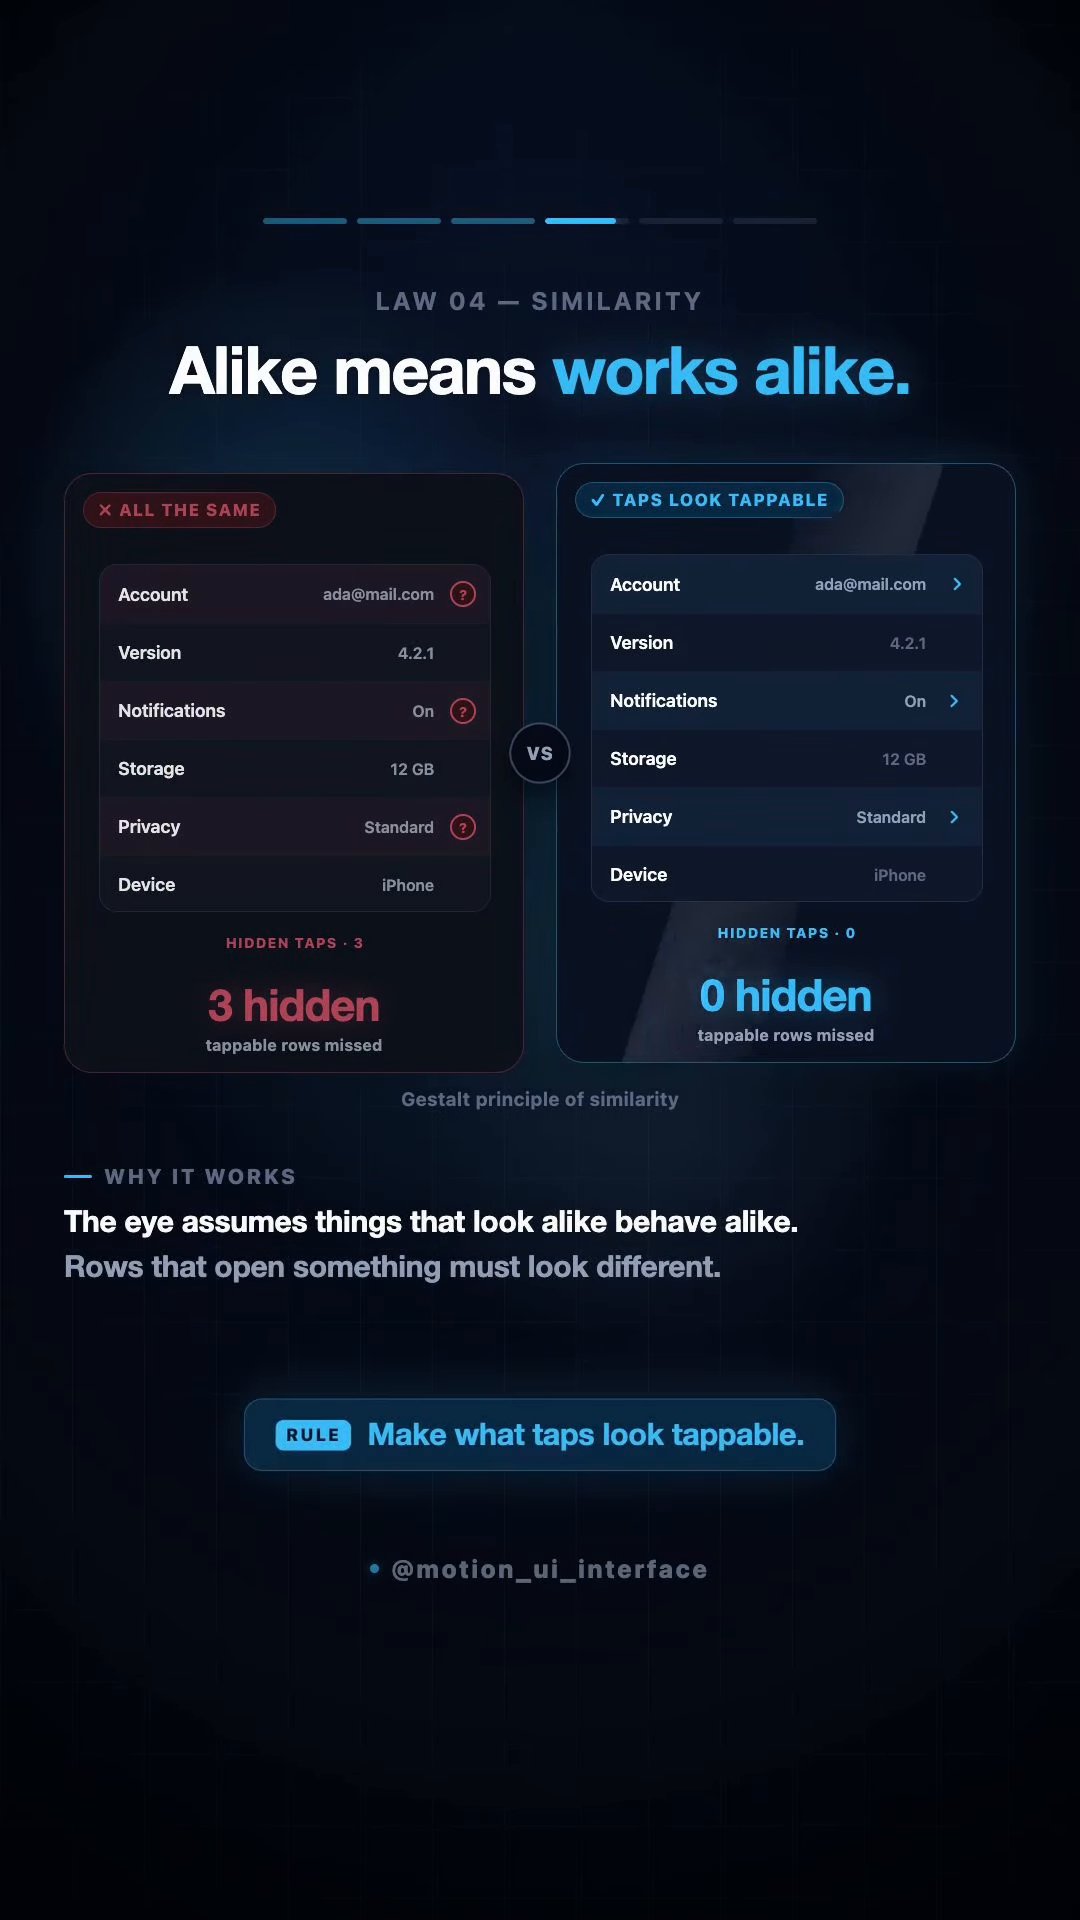 LAW 04 — SIMILARITY
Alike means works alike.
✕ ALL THE SAME
Account ada@mail.com ?
Version 4.2.1
Notifications On ?
Storage 12 GB
Privacy Standard ?
Device iPhone
HIDDEN TAPS · 3
3 hidden
tappable rows missed
VS
✓ TAPS LOOK TAPPABLE
Account ada@mail.com >
Version 4.2.1
Notifications On >
Storage 12 GB
Privacy Standard >
Device iPhone
HIDDEN TAPS · 0
0 hidden
tappable rows missed
Gestalt principle of similarity
— WHY IT WORKS
The eye assumes things that look alike behave alike.
Rows that open something must look different.
RULE Make what taps look tappable.
• @motion_ui_interface